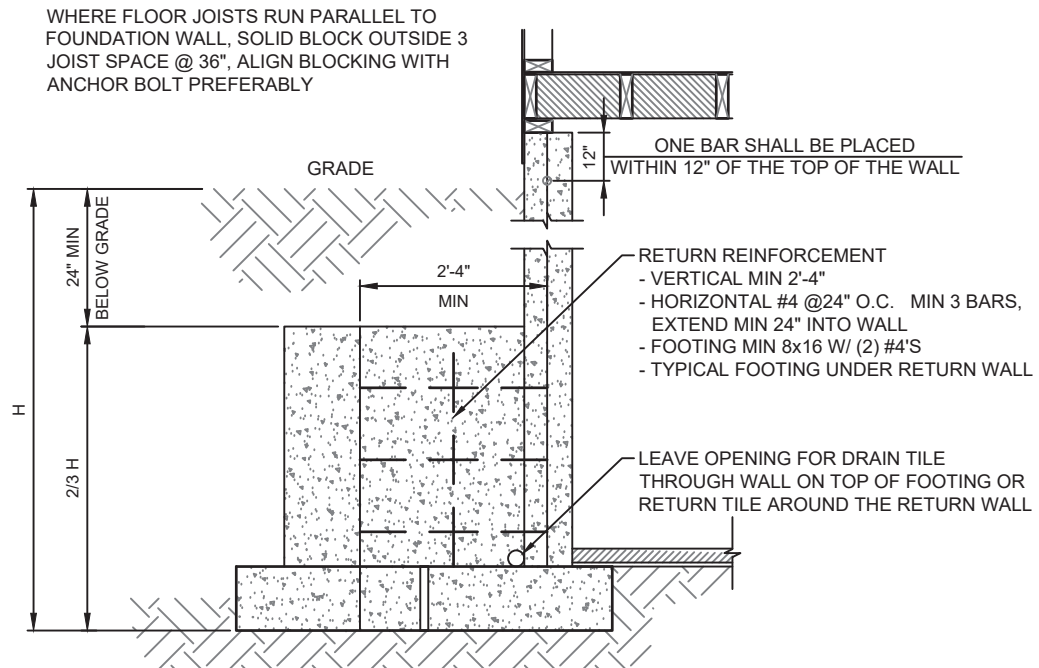 WHERE FLOOR JOISTS RUN PARALLEL TO
FOUNDATION WALL, SOLID BLOCK OUTSIDE 3
JOIST SPACE @ 36", ALIGN BLOCKING WITH
ANCHOR BOLT PREFERABLY
12"
ONE BAR SHALL BE PLACED
WITHIN 12" OF THE TOP OF THE WALL
GRADE
24" MIN
BELOW GRADE
2'-4"
MIN
RETURN REINFORCEMENT
- VERTICAL MIN 2'-4"
- HORIZONTAL #4 @24" O.C. MIN 3 BARS,
EXTEND MIN 24" INTO WALL
- FOOTING MIN 8x16 W/ (2) #4'S
- TYPICAL FOOTING UNDER RETURN WALL
H
2/3 H
LEAVE OPENING FOR DRAIN TILE
THROUGH WALL ON TOP OF FOOTING OR
RETURN TILE AROUND THE RETURN WALL